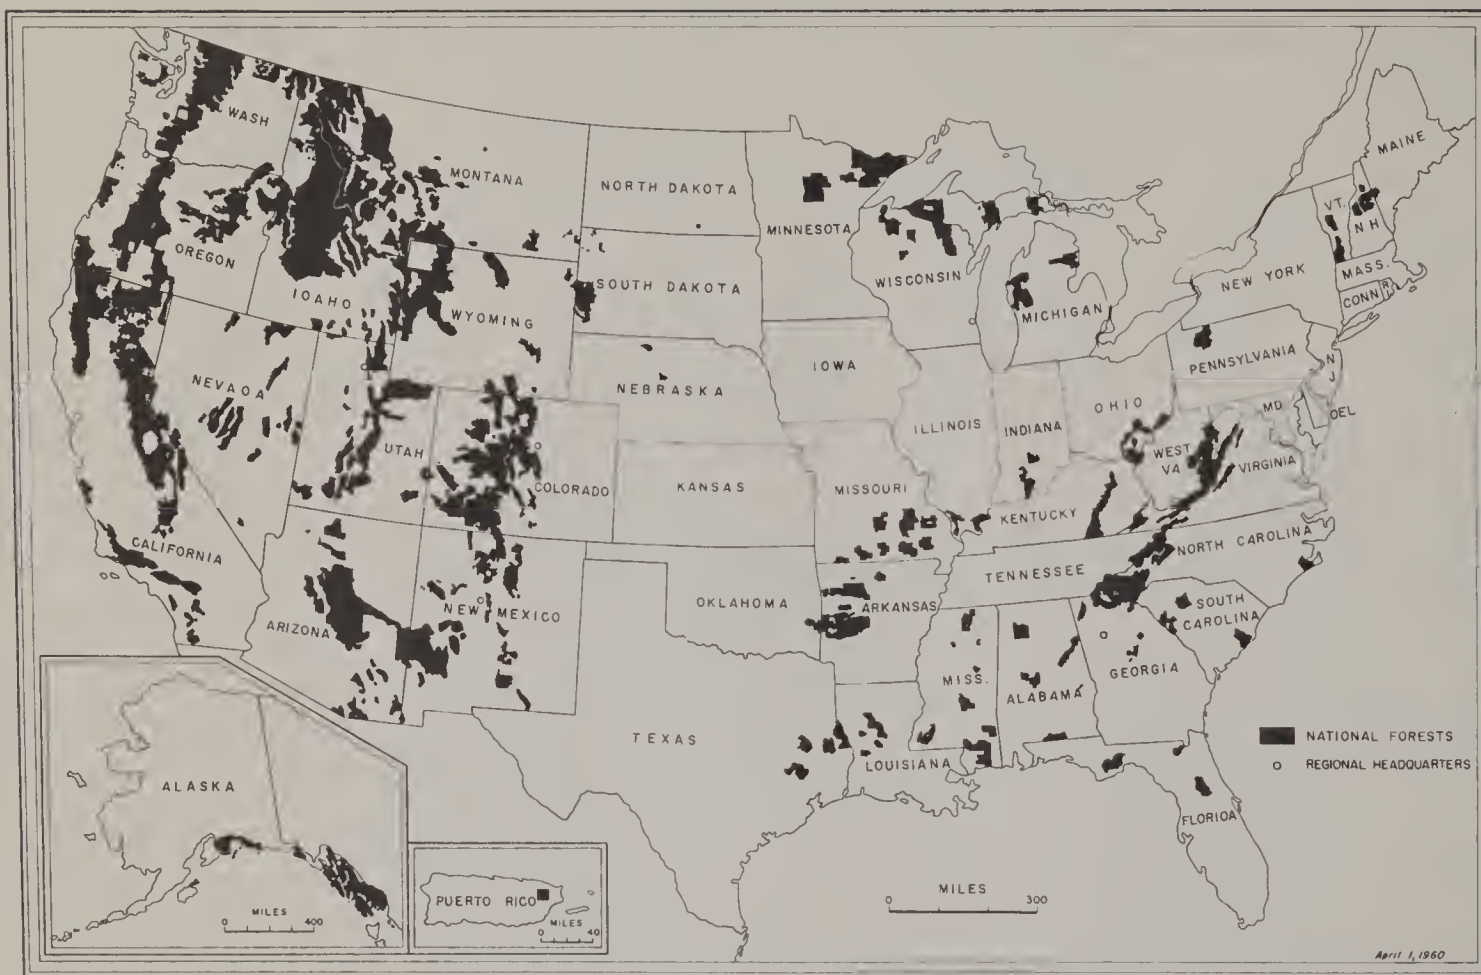 WASH
MONTANA
NORTH DAKOTA
MINNESOTA
MAINE
VT.
N H
OREGON
IOAHO
WYOMING
SOUTH DAKOTA
WISCONSIN
MICHIGAN
NEW YORK
MASS.
CONN
R
I
NEVAOA
UTAH
COLORADO
NEBRASKA
IOWA
ILLINOIS
INDIANA
OHIO
PENNSYLVANIA
N
J
MD
OEL
WEST
VA
VIRGINIA
CALIFORNIA
KANSAS
MISSOURI
KENTUCKY
NORTH CAROLINA
TENNESSEE
ARIZONA
NEW MEXICO
OKLAHOMA
ARKANSAS
SOUTH
CAROLINA
MISS.
ALABAMA
GEORGIA
TEXAS
LOUISIANA
FLORIOA
NATIONAL FORESTS
REGIONAL HEADQUARTERS
ALASKA
MILES
0 400
PUERTO RICO
MILES
0 40
MILES
0 300
April 1, 1960